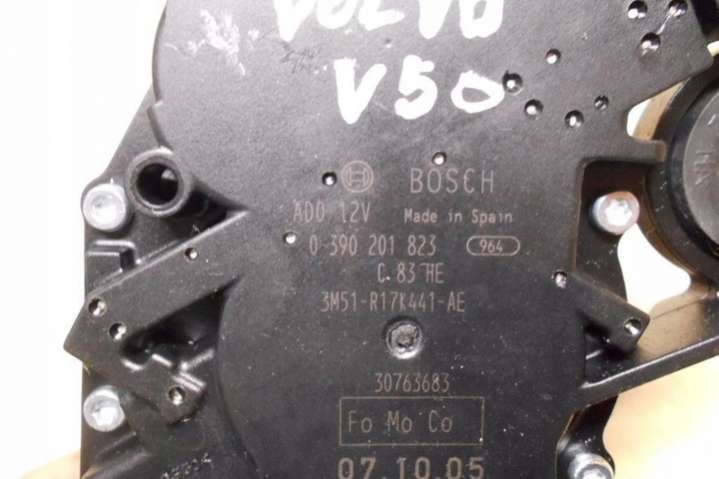 VOLVO
V50
BOSCH
ADO 12V Made in Spain
0 390 201 823 964
C 83 HE
3M51-R17K441-AE
30763683
Fo Mo Co
07.10.05